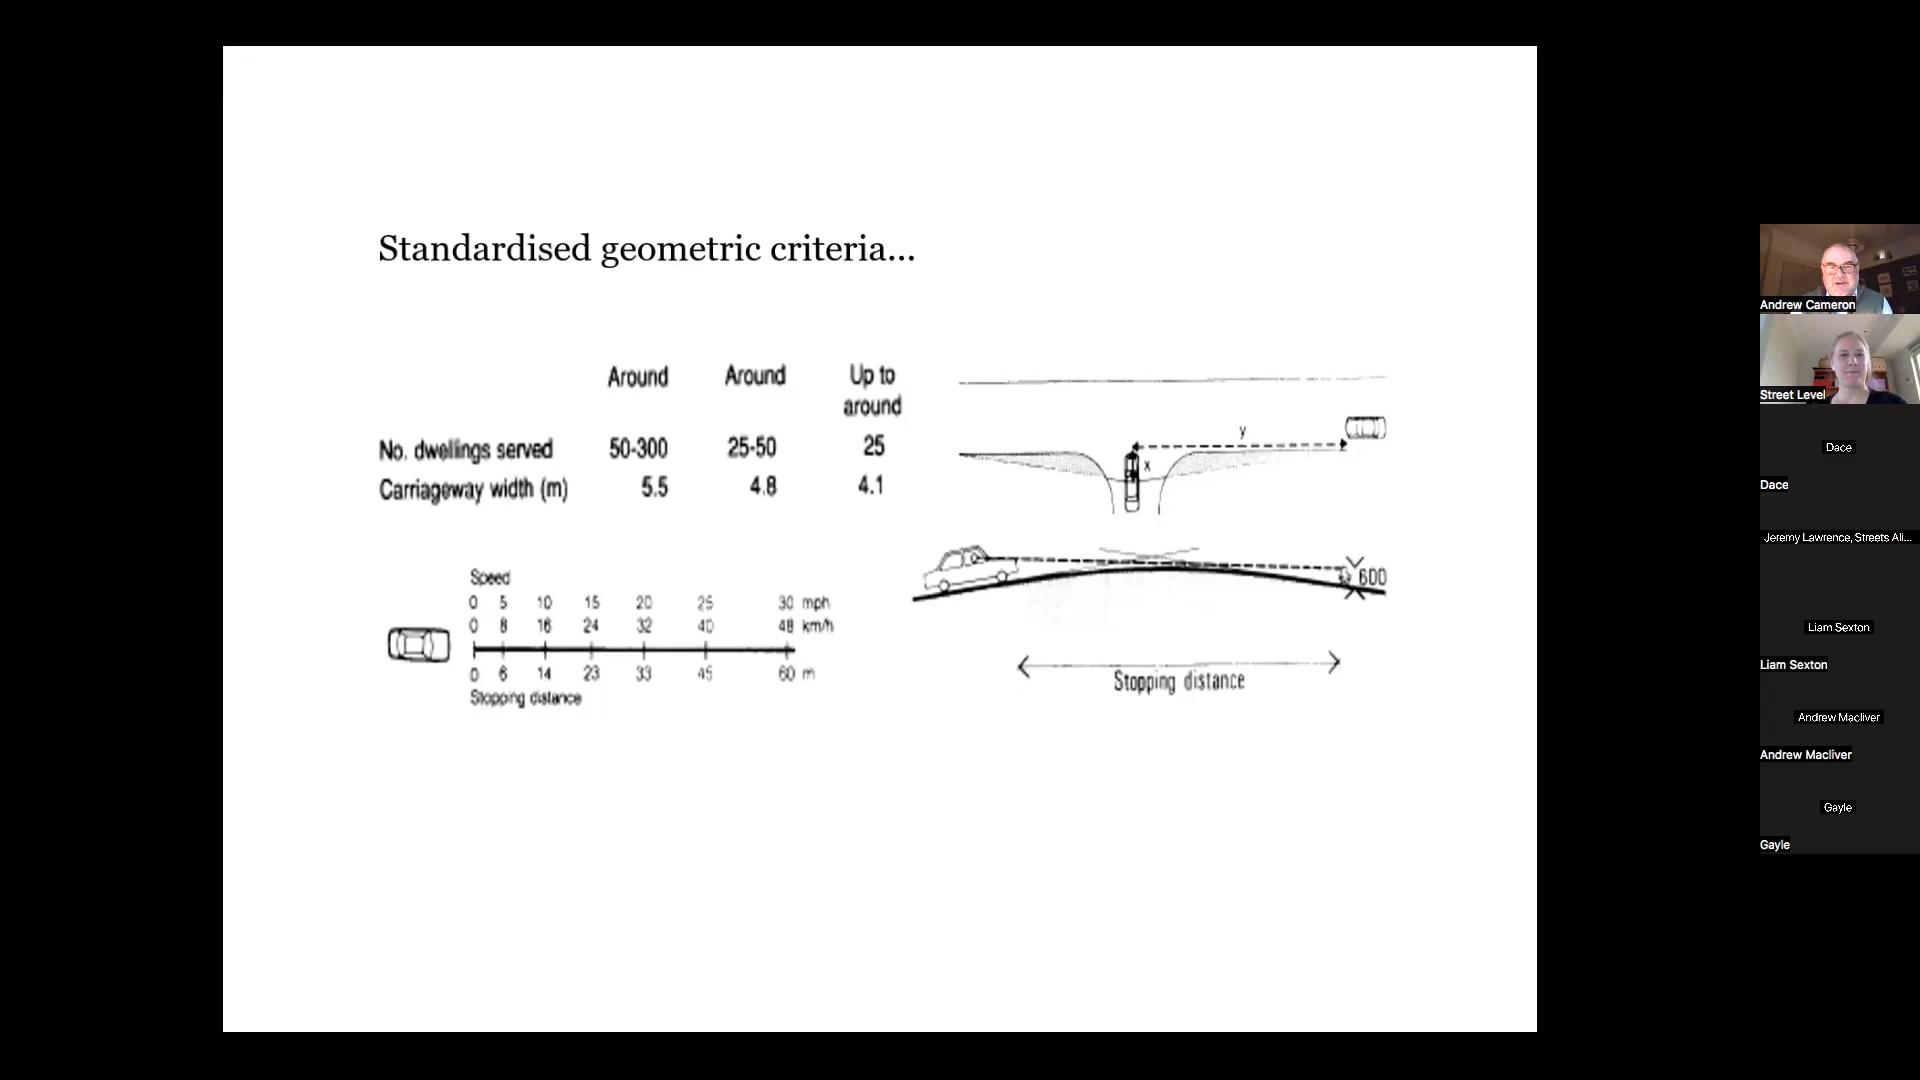 Standardised geometric criteria...
Around Around Up to around
No. dwellings served 50-300 25-50 25
Carriageway width (m) 5.5 4.8 4.1
y
x
600
Stopping distance
Speed
0 5 10 15 20 25 30 mph
0 8 16 24 32 40 48 km/h
0 6 14 23 33 45 60 m
Stopping distance
Andrew Cameron
Street Level
Dace
Dace
Jeremy Lawrence, Streets Ali...
Liam Sexton
Liam Sexton
Andrew Macliver
Andrew Macliver
Gayle
Gayle